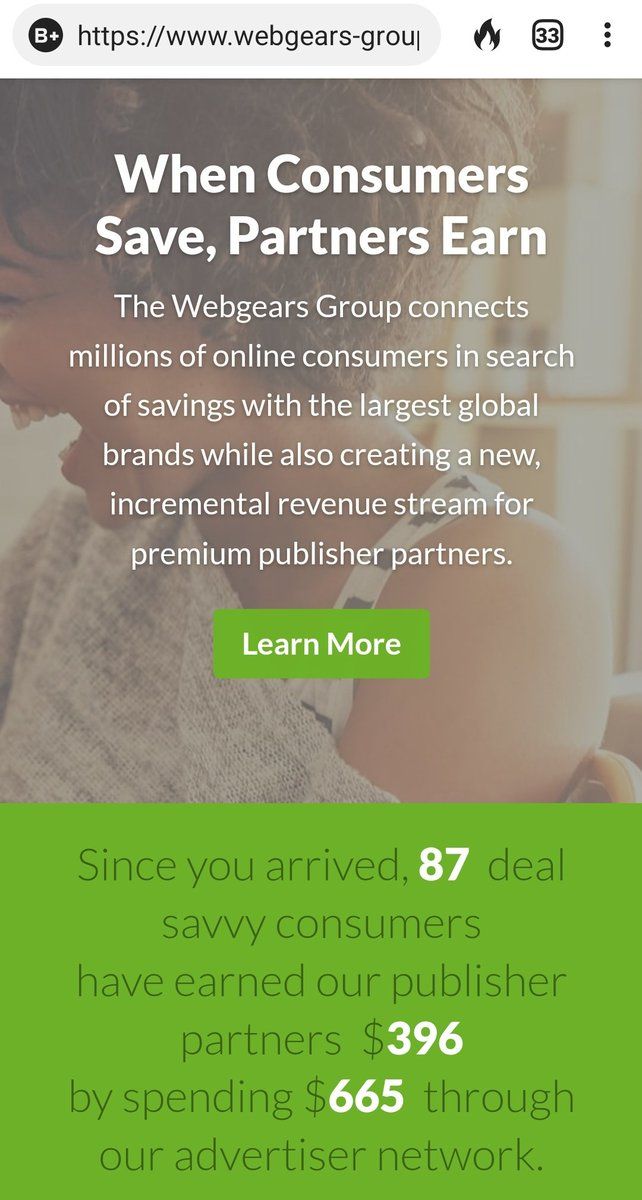 B+ https://www.webgears-group 33
When Consumers
Save, Partners Earn
The Webgears Group connects
millions of online consumers in search
of savings with the largest global
brands while also creating a new,
incremental revenue stream for
premium publisher partners.
Learn More
Since you arrived, 87 deal
savvy consumers
have earned our publisher
partners $396
by spending $665 through
our advertiser network.